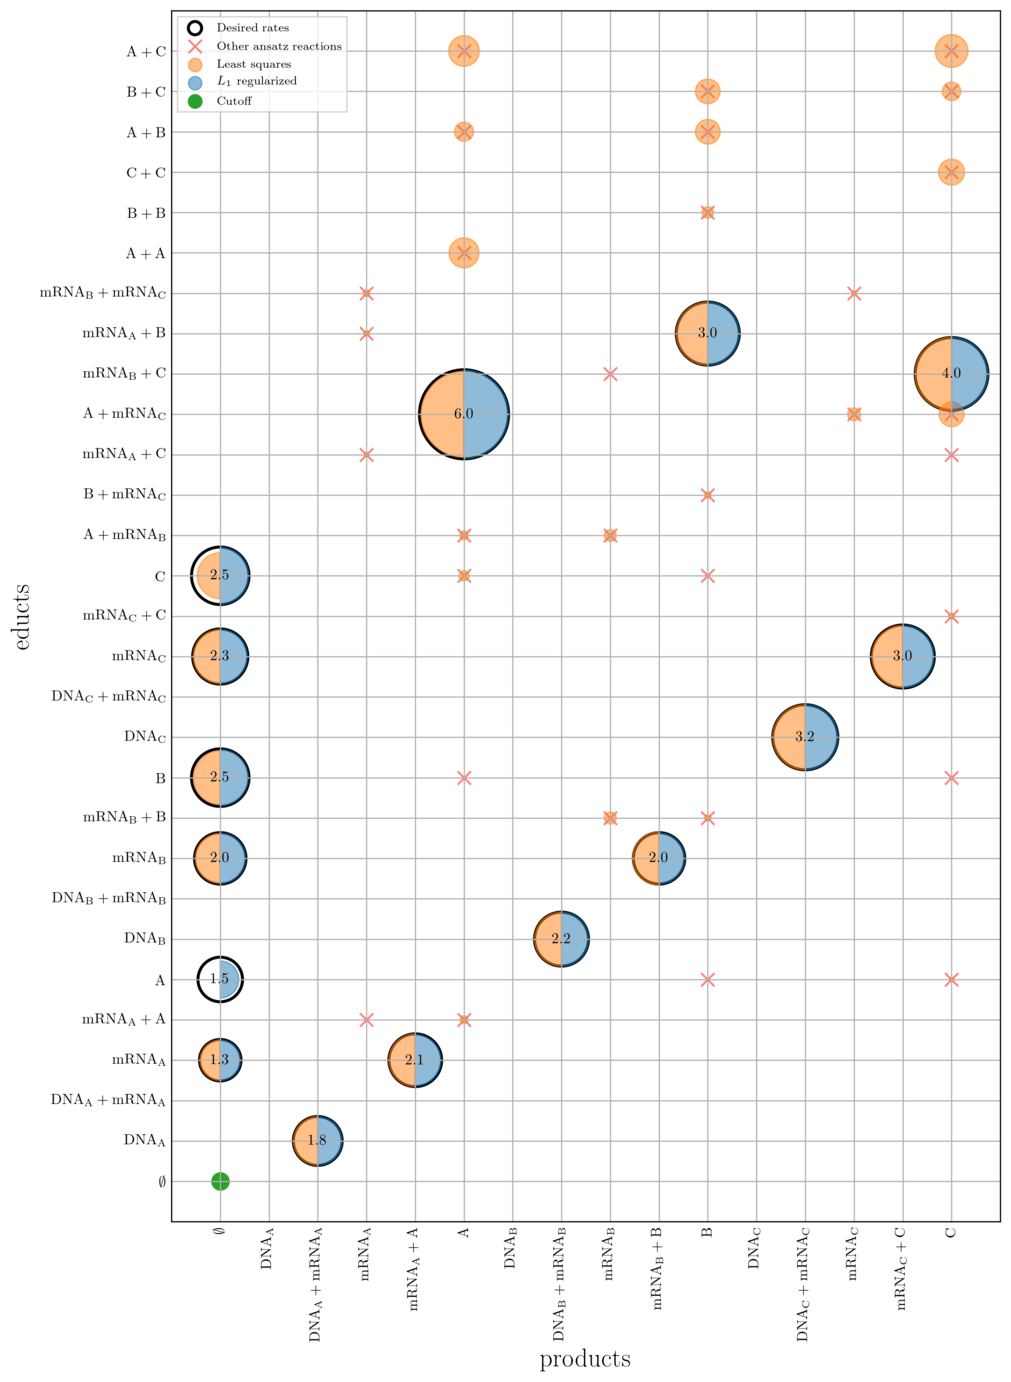 Desired rates
Other ansatz reactions
Least squares
L₁ regularized
Cutoff
A + C
B + C
A + B
C + C
B + B
A + A
mRNA_B + mRNA_C
mRNA_A + B
3.0
mRNA_B + C
4.0
A + mRNA_C
6.0
mRNA_A + C
B + mRNA_C
A + mRNA_B
C
2.5
mRNA_C + C
mRNA_C
2.3
3.0
DNA_C + mRNA_C
DNA_C
3.2
B
2.5
mRNA_B + B
mRNA_B
2.0
2.0
DNA_B + mRNA_B
DNA_B
2.2
A
1.5
mRNA_A + A
mRNA_A
1.3
2.1
DNA_A + mRNA_A
DNA_A
1.8
∅
educts
∅
DNA_A
DNA_A + mRNA_A
mRNA_A
mRNA_A + A
A
DNA_B
DNA_B + mRNA_B
mRNA_B
mRNA_B + B
B
DNA_C
DNA_C + mRNA_C
mRNA_C
mRNA_C + C
C
products